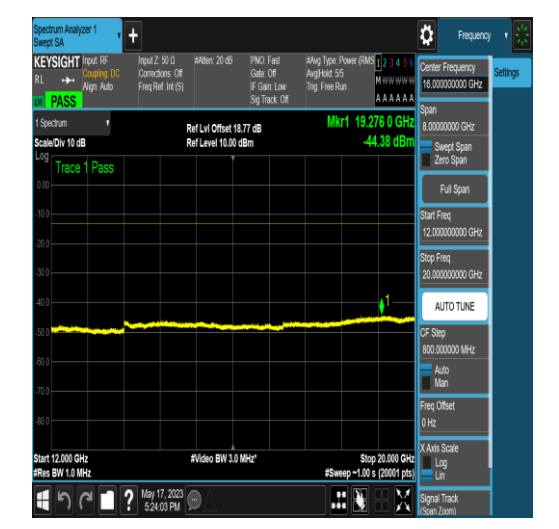 Spectrum Analyzer 1
Swept SA
Frequency
KEYSIGHT
Input: RF
Coupling: DC
Align: Auto
Input Z: 50 Ω
Corrections: Off
Freq Ref: Int (S)
#Atten: 20 dB
PNO: Fast
Gate: Off
IF Gain: Low
Sig Track: Off
#Avg Type: Power (RMS
Avg|Hold: 5/5
Trig: Free Run
1 2 3 4 5 6
M W W W W W
A A A A A A
RL
PASS
1 Spectrum
Scale/Div 10 dB
Ref Lvl Offset 18.77 dB
Ref Level 10.00 dBm
Mkr1 19.276 0 GHz
-44.38 dBm
Log
Trace 1 Pass
0.00
-10.0
-20.0
-30.0
-40.0
-50.0
-60.0
-70.0
-80.0
1
Start 12.000 GHz
#Res BW 1.0 MHz
#Video BW 3.0 MHz*
Stop 20.000 GHz
#Sweep ~1.00 s (20001 pts)
May 17, 2023
5:24:03 PM
Center Frequency
16.000000000 GHz
Settings
Span
8.00000000 GHz
Swept Span
Zero Span
Full Span
Start Freq
12.000000000 GHz
Stop Freq
20.000000000 GHz
AUTO TUNE
CF Step
800.000000 MHz
Auto
Man
Freq Offset
0 Hz
X Axis Scale
Log
Lin
Signal Track
(Span Zoom)